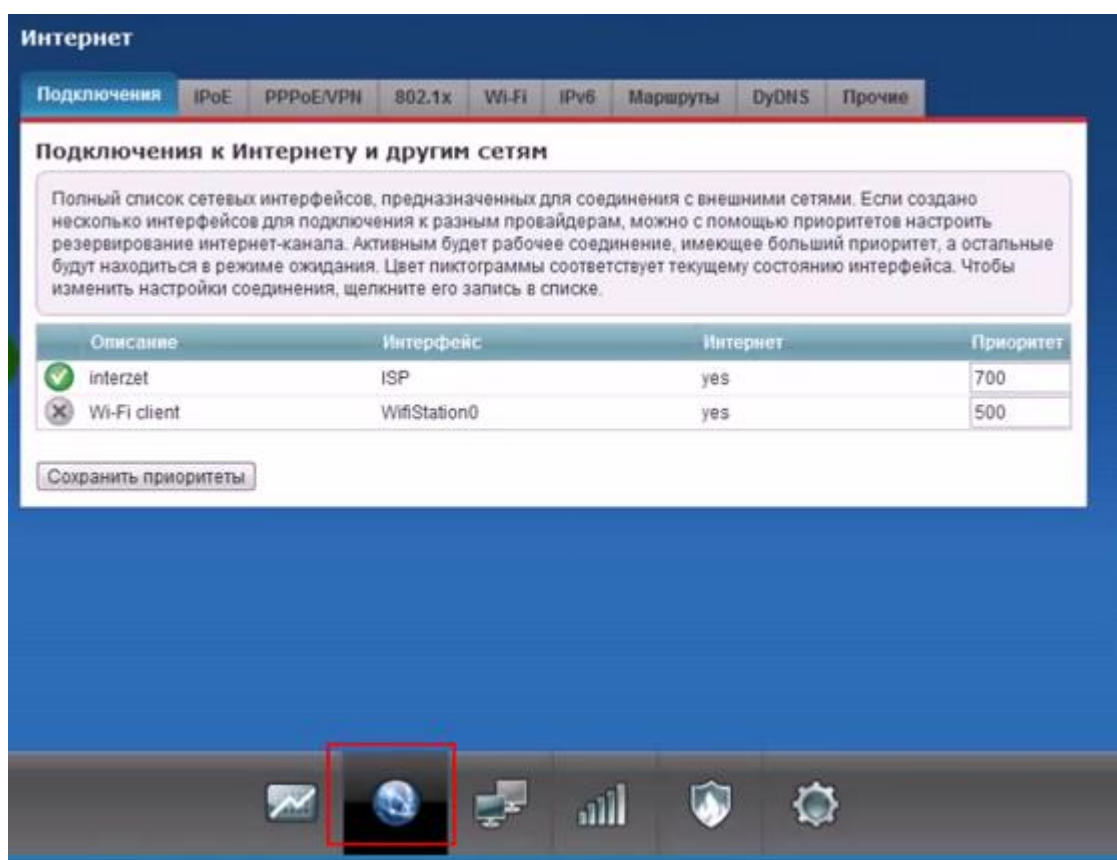 Интернет
Подключения IPoE PPPoE/VPN 802.1x Wi-Fi IPv6 Маршруты DyDNS Прочие
Подключения к Интернету и другим сетям
Полный список сетевых интерфейсов, предназначенных для соединения с внешними сетями. Если создано
несколько интерфейсов для подключения к разным провайдерам, можно с помощью приоритетов настроить
резервирование интернет-канала. Активным будет рабочее соединение, имеющее больший приоритет, а остальные
будут находиться в режиме ожидания. Цвет пиктограммы соответствует текущему состоянию интерфейса. Чтобы
изменить настройки соединения, щелкните его запись в списке.
Описание Интерфейс Интернет Приоритет
interzet ISP yes 700
Wi-Fi client WifiStation0 yes 500
Сохранить приоритеты